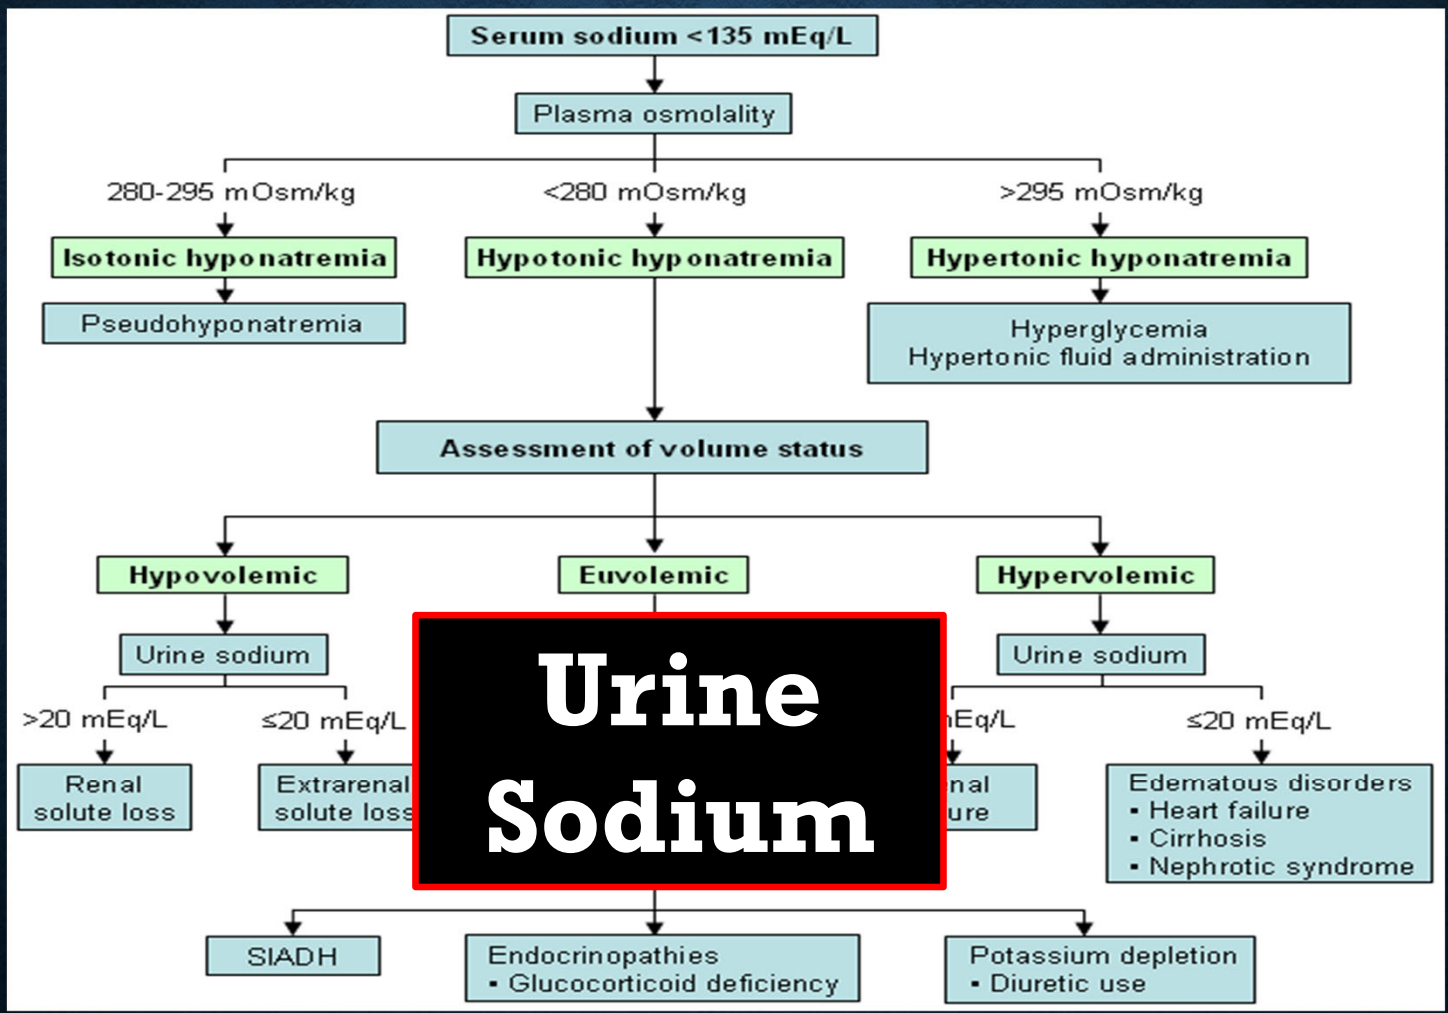 Serum sodium <135 mEq/L
Plasma osmolality
280-295 mOsm/kg
<280 mOsm/kg
>295 mOsm/kg
Isotonic hyponatremia
Hypotonic hyponatremia
Hypertonic hyponatremia
Pseudohyponatremia
Hyperglycemia
Hypertonic fluid administration
Assessment of volume status
Hypovolemic
Euvolemic
Hypervolemic
Urine sodium
Urine
Sodium
Urine sodium
>20 mEq/L
≤20 mEq/L
≤20 mEq/L
Renal
solute loss
Extrarenal
solute loss
Edematous disorders
▪ Heart failure
▪ Cirrhosis
▪ Nephrotic syndrome
SIADH
Endocrinopathies
▪ Glucocorticoid deficiency
Potassium depletion
▪ Diuretic use